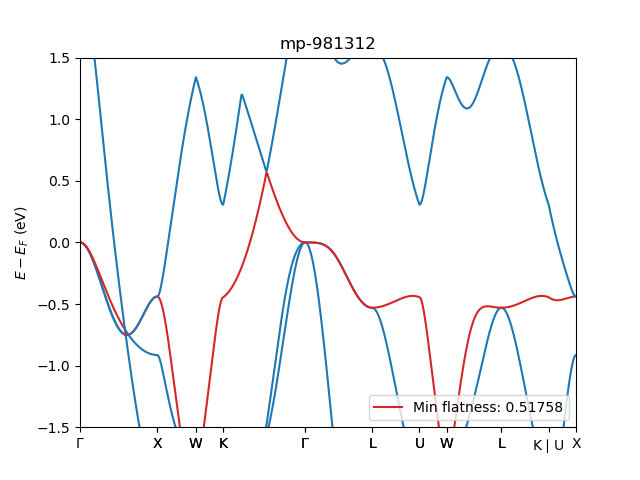 mp-981312
1.5
1.0
0.5
0.0
−0.5
−1.0
−1.5
E − E_F (eV)
Min flatness: 0.51758
Γ X W K Γ L U W L K | U X